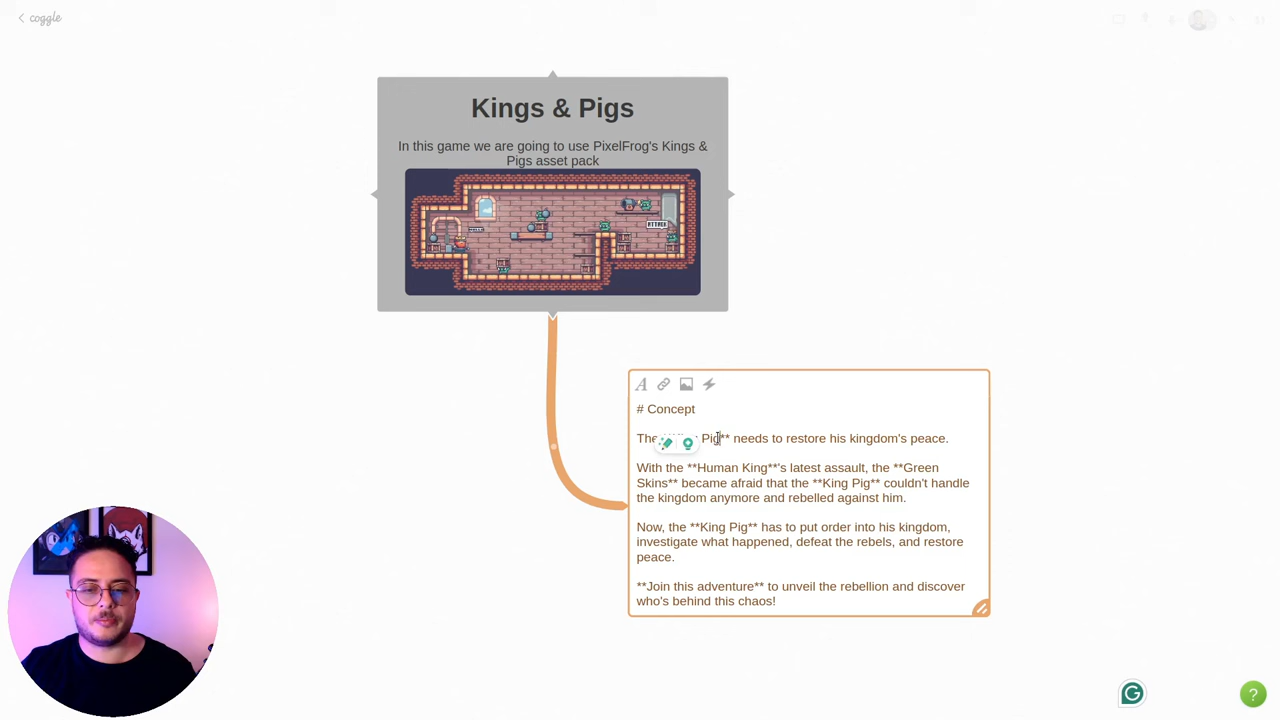 coggle
Kings & Pigs
In this game we are going to use PixelFrog's Kings &
Pigs asset pack
ATTACK
# Concept
The Pig** needs to restore his kingdom's peace.
With the **Human King**'s latest assault, the **Green
Skins** became afraid that the **King Pig** couldn't handle
the kingdom anymore and rebelled against him.
Now, the **King Pig** has to put order into his kingdom,
investigate what happened, defeat the rebels, and restore
peace.
**Join this adventure** to unveil the rebellion and discover
who's behind this chaos!
?